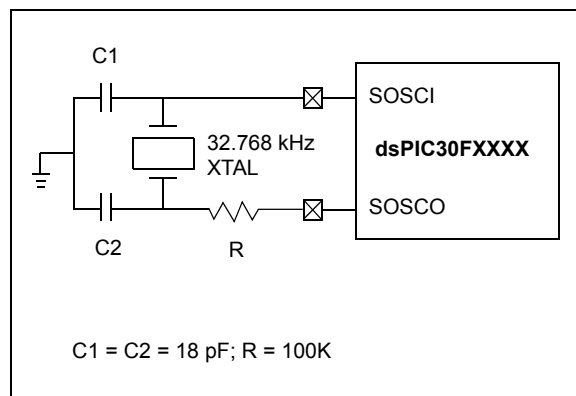 C1
SOSCI
32.768 kHz
XTAL
dsPIC30FXXXX
SOSCO
C2
R
C1 = C2 = 18 pF; R = 100K